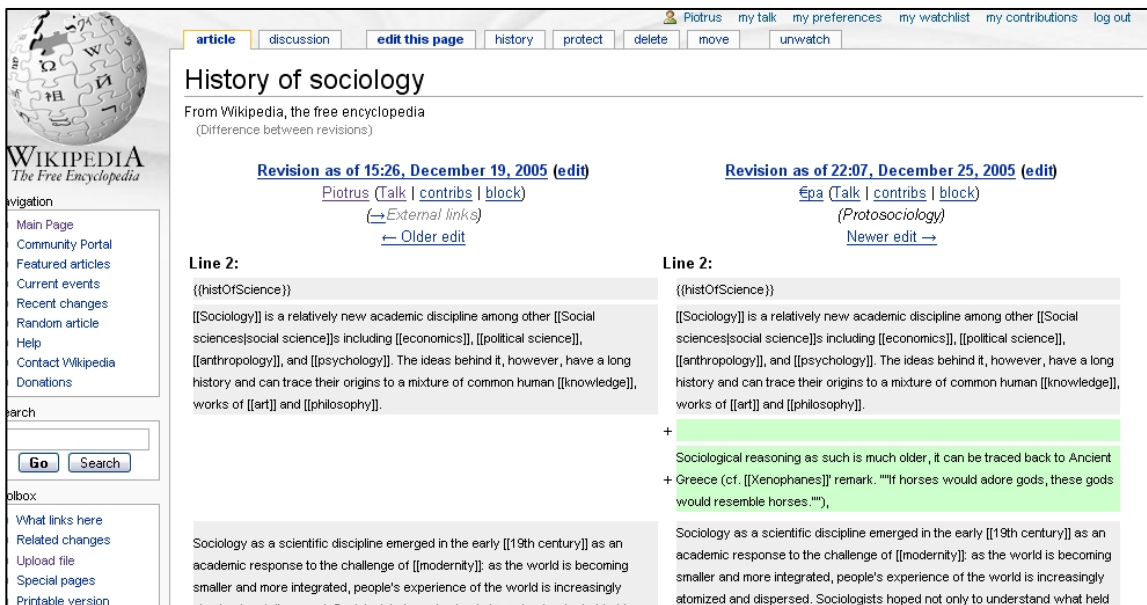 Piotrus my talk my preferences my watchlist my contributions log out
article discussion edit this page history protect delete move unwatch
History of sociology
From Wikipedia, the free encyclopedia
(Difference between revisions)
WIKIPEDIA
The Free Encyclopedia
avigation
Main Page
Community Portal
Featured articles
Current events
Recent changes
Random article
Help
Contact Wikipedia
Donations
earch
Go Search
olbox
What links here
Related changes
Upload file
Special pages
Printable version
Revision as of 15:26, December 19, 2005 (edit)
Piotrus (Talk | contribs | block)
(→External links)
← Older edit
Line 2:
{{histOfScience}}
[[Sociology]] is a relatively new academic discipline among other [[Social
sciences|social science]]s including [[economics]], [[political science]],
[[anthropology]], and [[psychology]]. The ideas behind it, however, have a long
history and can trace their origins to a mixture of common human [[knowledge]],
works of [[art]] and [[philosophy]].
Sociology as a scientific discipline emerged in the early [[19th century]] as an
academic response to the challenge of [[modernity]]: as the world is becoming
smaller and more integrated, people's experience of the world is increasingly
Revision as of 22:07, December 25, 2005 (edit)
€pa (Talk | contribs | block)
(Protosociology)
Newer edit →
Line 2:
{{histOfScience}}
[[Sociology]] is a relatively new academic discipline among other [[Social
sciences|social science]]s including [[economics]], [[political science]],
[[anthropology]], and [[psychology]]. The ideas behind it, however, have a long
history and can trace their origins to a mixture of common human [[knowledge]],
works of [[art]] and [[philosophy]].
+
Sociological reasoning as such is much older, it can be traced back to Ancient
+ Greece (cf. [[Xenophanes]]' remark. ""If horses would adore gods, these gods
would resemble horses.""),
Sociology as a scientific discipline emerged in the early [[19th century]] as an
academic response to the challenge of [[modernity]]: as the world is becoming
smaller and more integrated, people's experience of the world is increasingly
atomized and dispersed. Sociologists hoped not only to understand what held